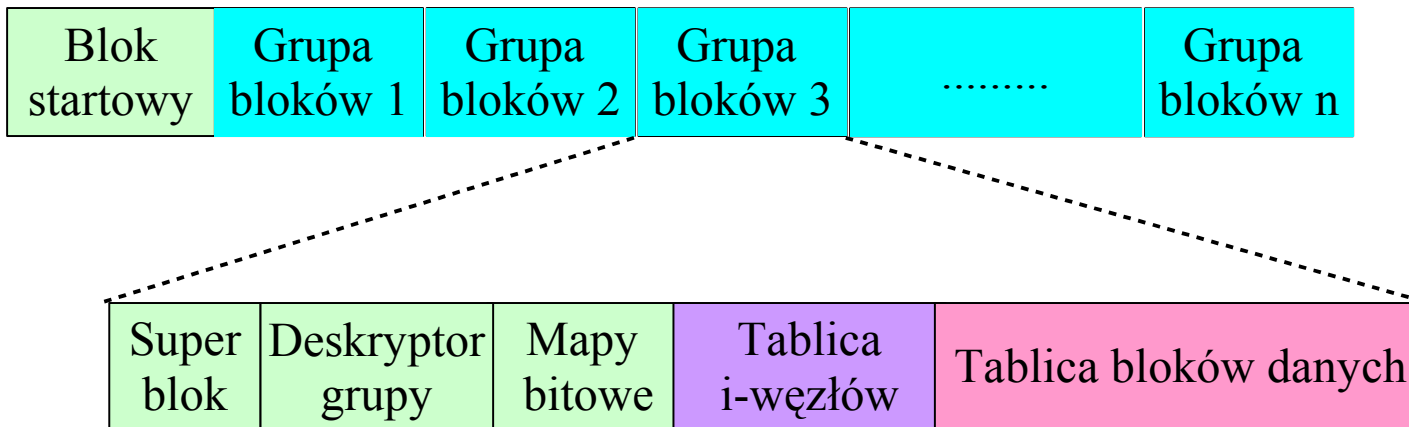 Blok
startowy
Grupa
bloków 1
Grupa
bloków 2
Grupa
bloków 3
.........
Grupa
bloków n
Super
blok
Deskryptor
grupy
Mapy
bitowe
Tablica
i-węzłów
Tablica bloków danych